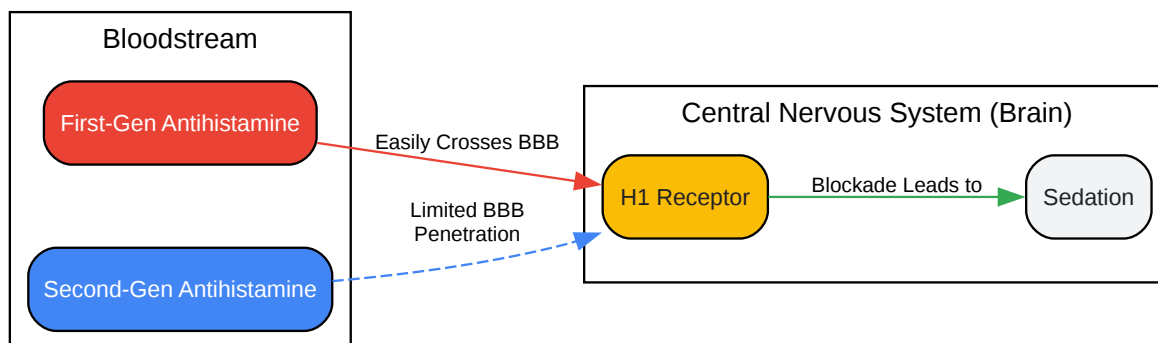 Bloodstream
First-Gen Antihistamine
Second-Gen Antihistamine
Easily Crosses BBB
Limited BBB
Penetration
Central Nervous System (Brain)
H1 Receptor
Blockade Leads to
Sedation